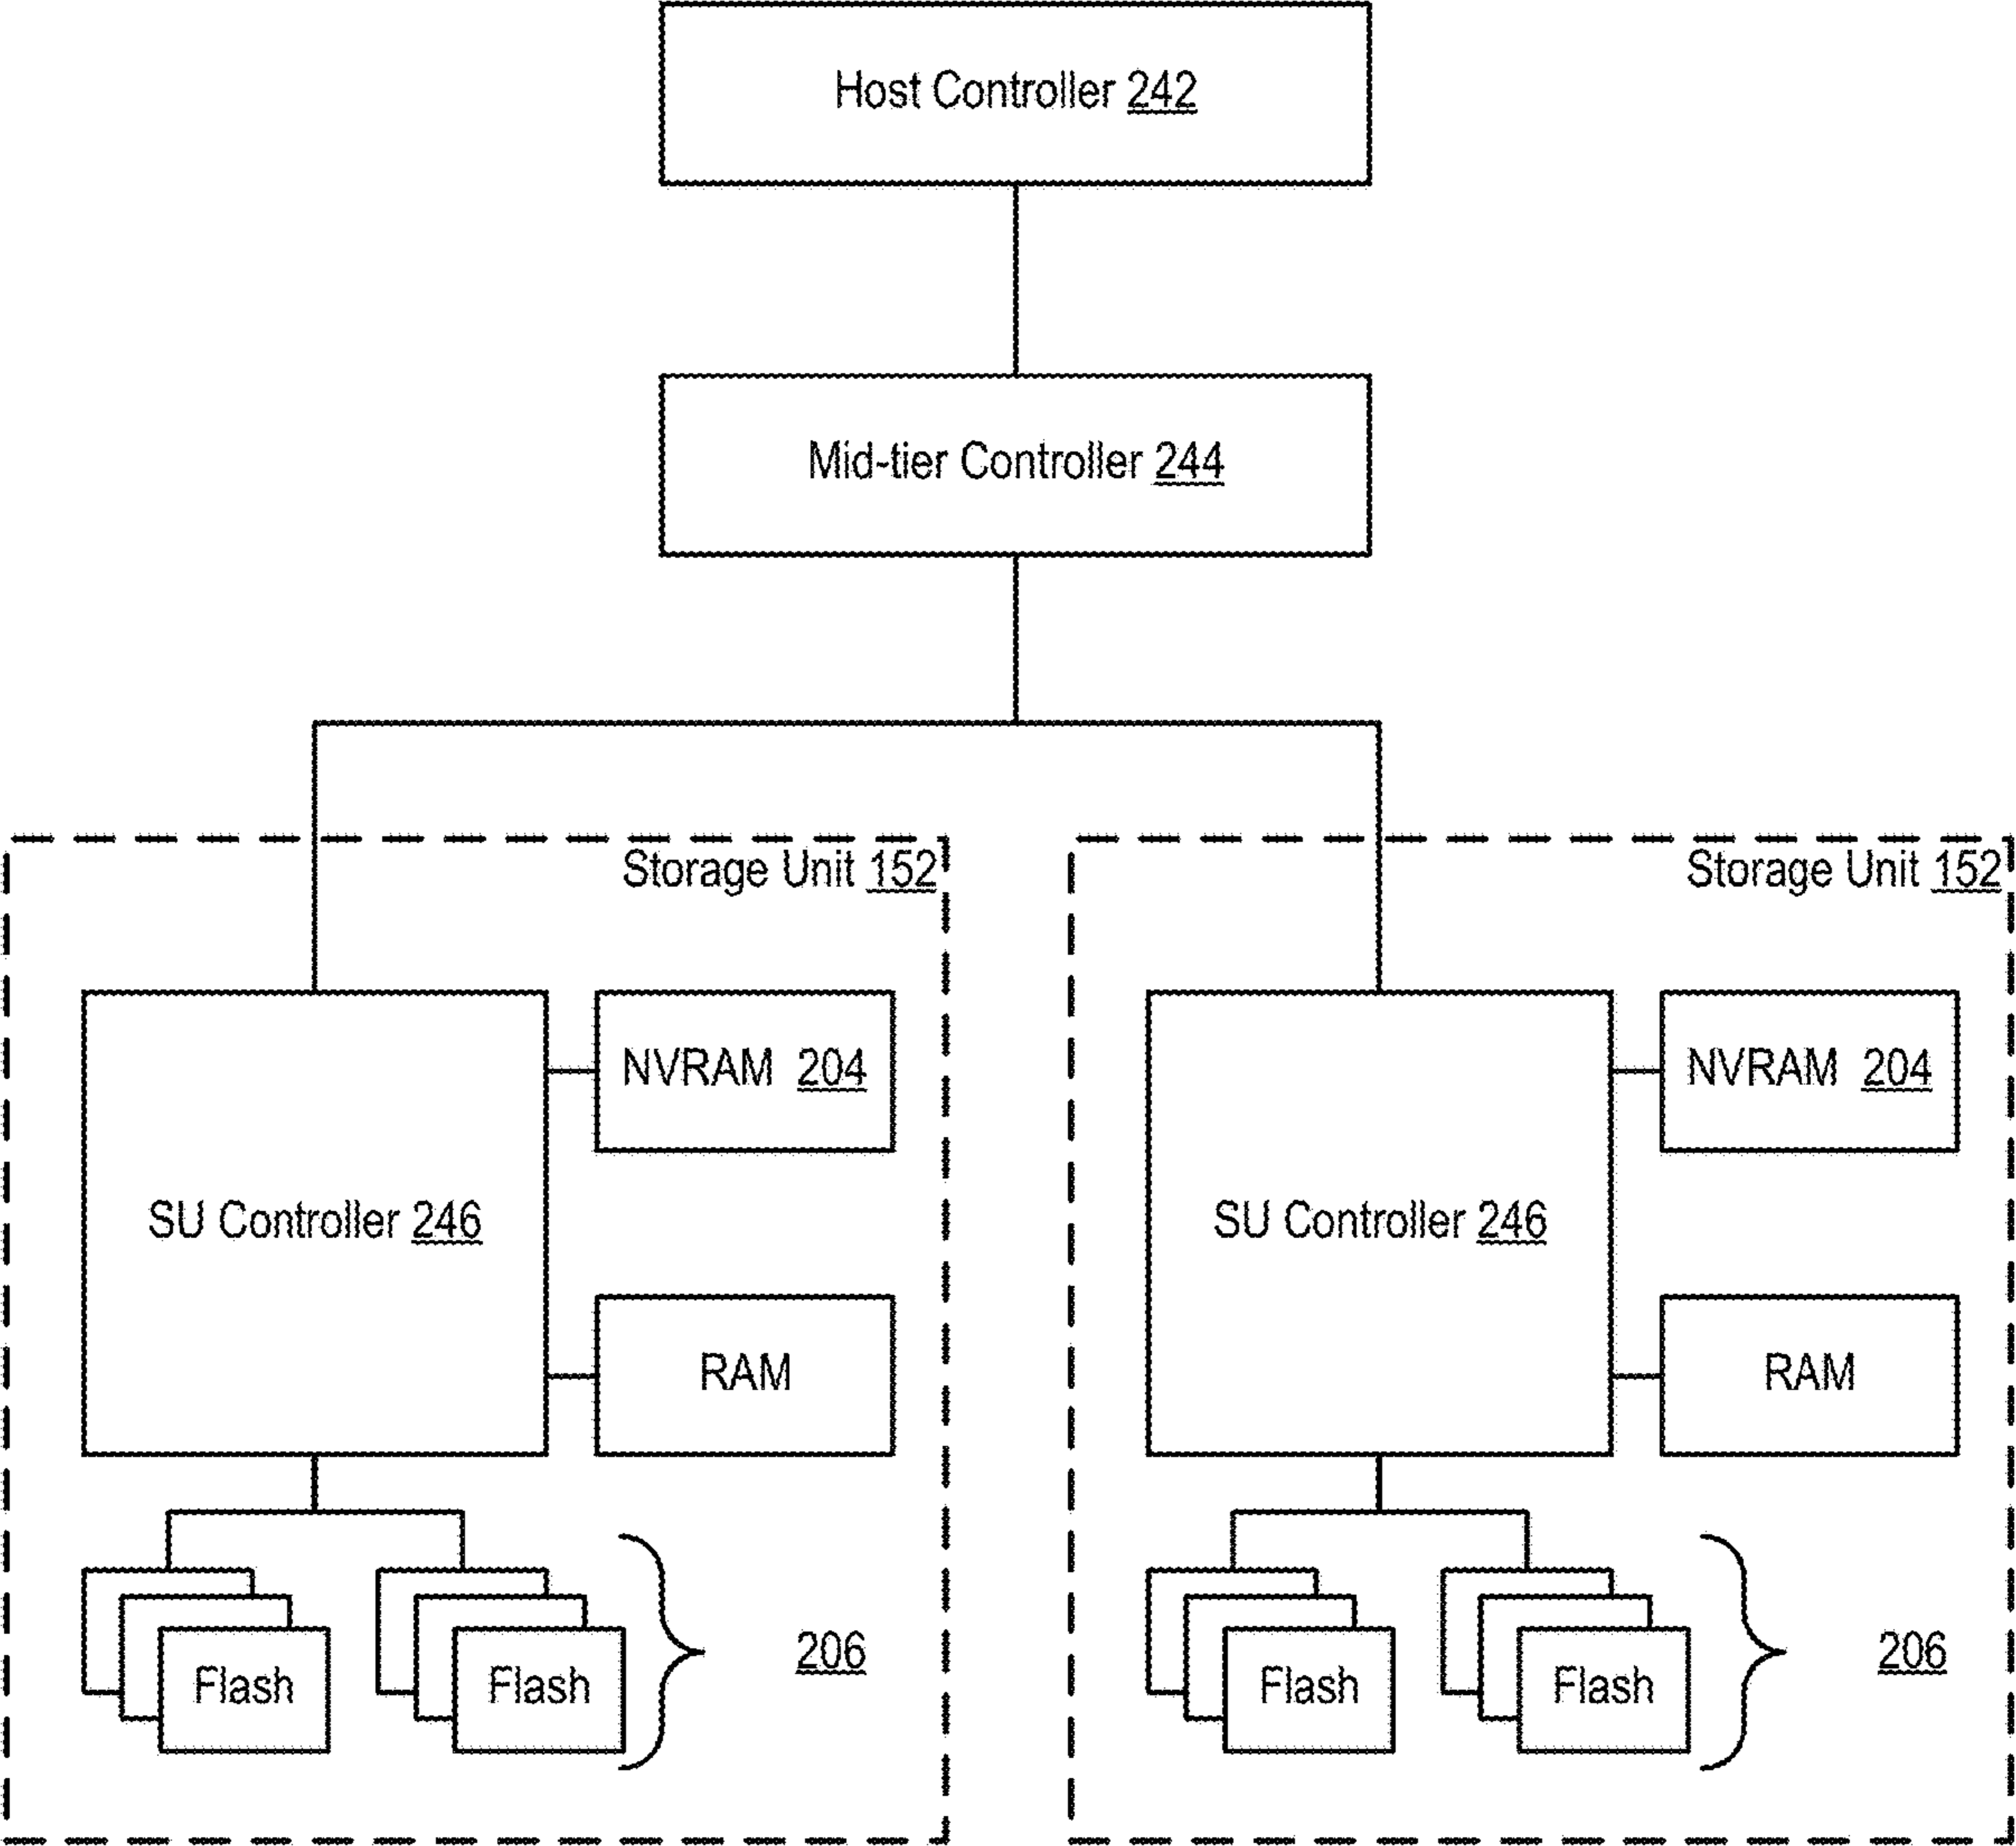 Host Controller 242
Mid-tier Controller 244
Storage Unit 152
NVRAM 204
SU Controller 246
RAM
Flash
Flash
206
Storage Unit 152
NVRAM 204
SU Controller 246
RAM
Flash
Flash
206